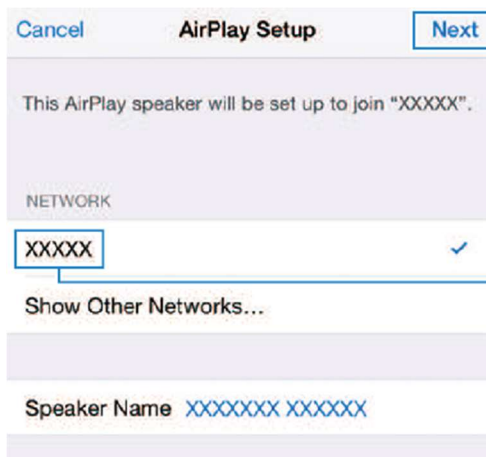 Cancel AirPlay Setup Next
This AirPlay speaker will be set up to join “XXXXX”.
NETWORK
XXXXX
Show Other Networks...
Speaker Name XXXXXXX XXXXXX